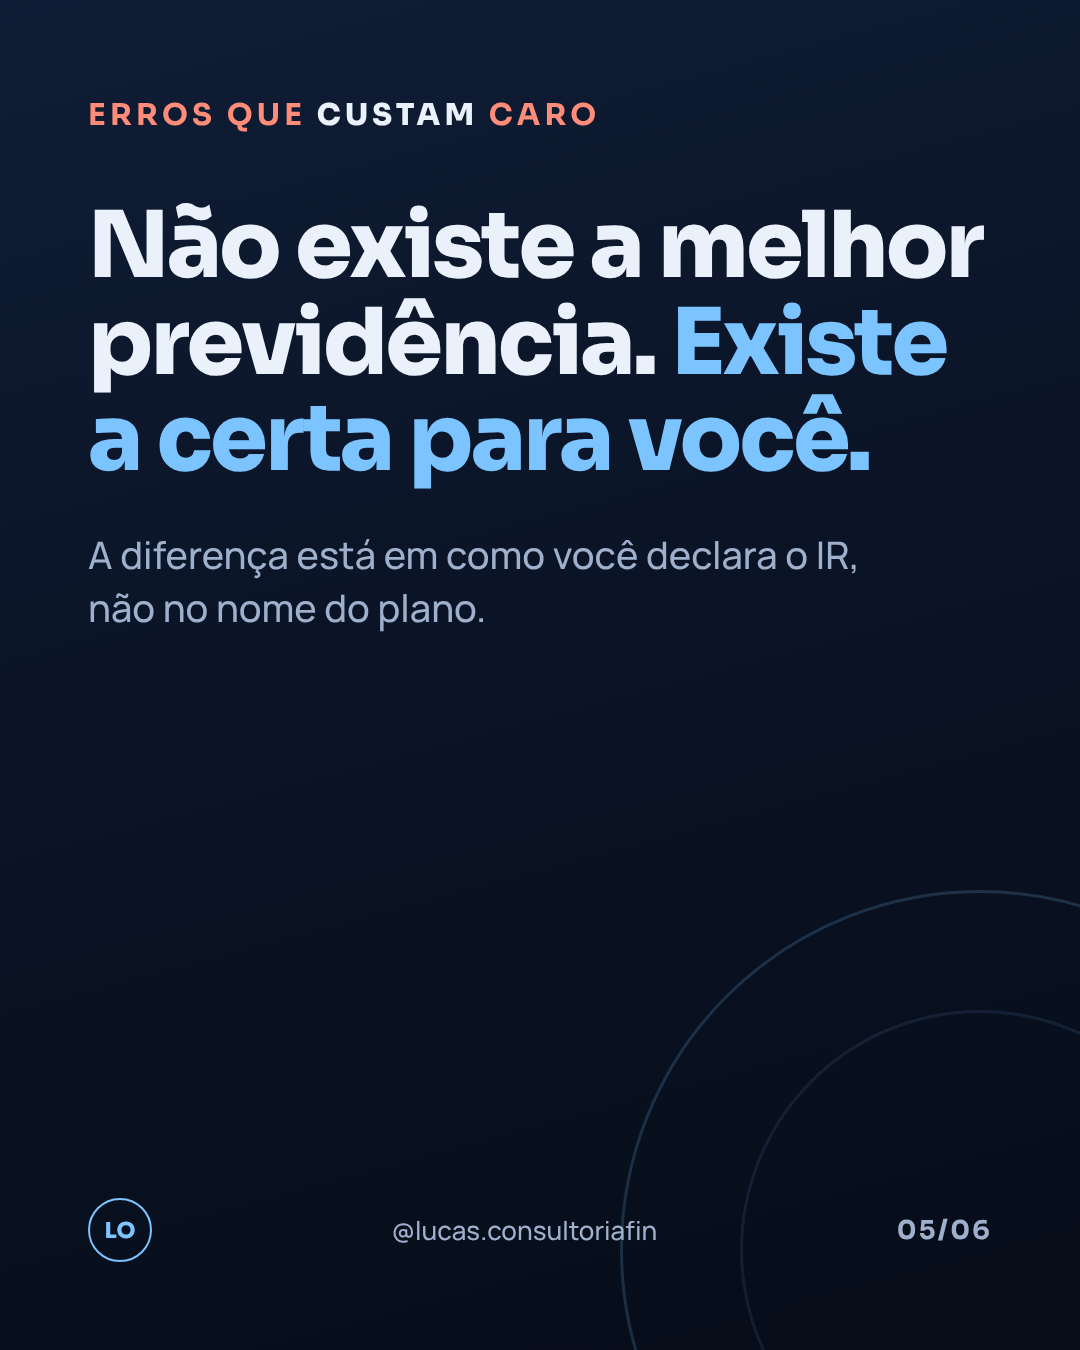 ERROS QUE CUSTAM CARO
Não existe a melhor
previdência. Existe
a certa para você.
A diferença está em como você declara o IR,
não no nome do plano.
LO
@lucas.consultoriafin
05/06